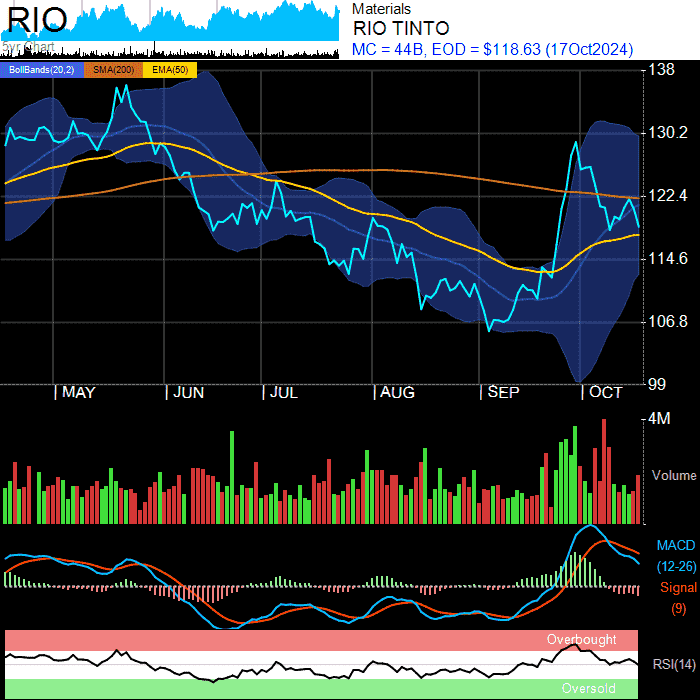 RIO
5yr Chart
Materials
RIO TINTO
MC = 44B, EOD = $118.63 (17Oct2024)
BollBands(20,2) SMA(200) EMA(50)
138
130.2
122.4
114.6
106.8
99
MAY JUN JUL AUG SEP OCT
4M
Volume
MACD
(12-26)
Signal
(9)
Overbought
RSI(14)
Oversold